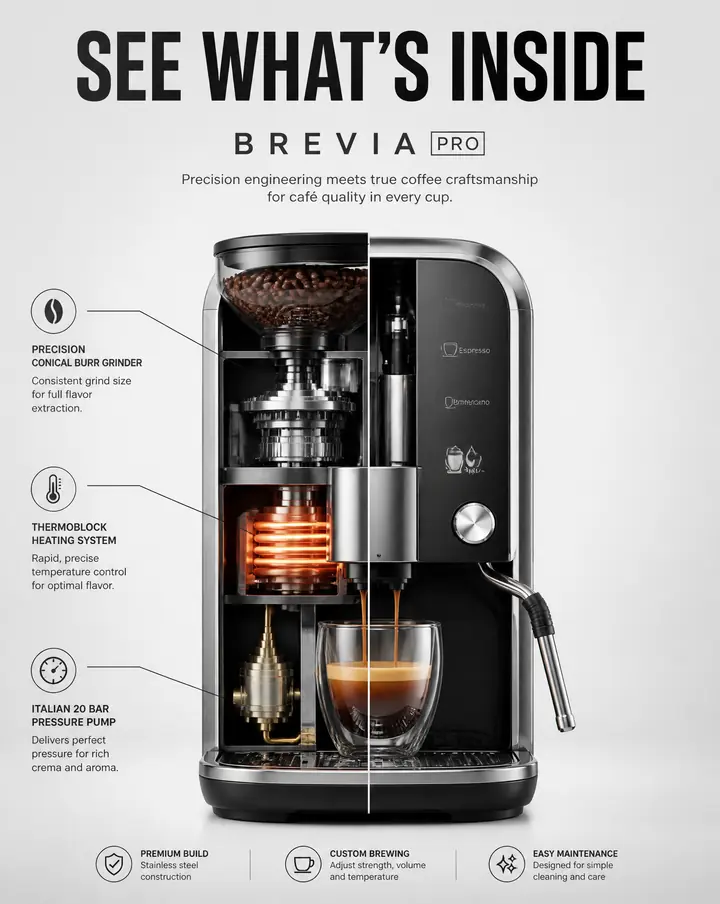 SEE WHAT'S INSIDE
BREVIA PRO
Precision engineering meets true coffee craftsmanship
for café quality in every cup.
PRECISION
CONICAL BURR GRINDER
Consistent grind size
for full flavor
extraction.
Espresso
THERMOBLOCK
HEATING SYSTEM
Rapid, precise
temperature control
for optimal flavor.
ITALIAN 20 BAR
PRESSURE PUMP
Delivers perfect
pressure for rich
crema and aroma.
PREMIUM BUILD
Stainless steel
construction
CUSTOM BREWING
Adjust strength, volume
and temperature
EASY MAINTENANCE
Designed for simple
cleaning and care